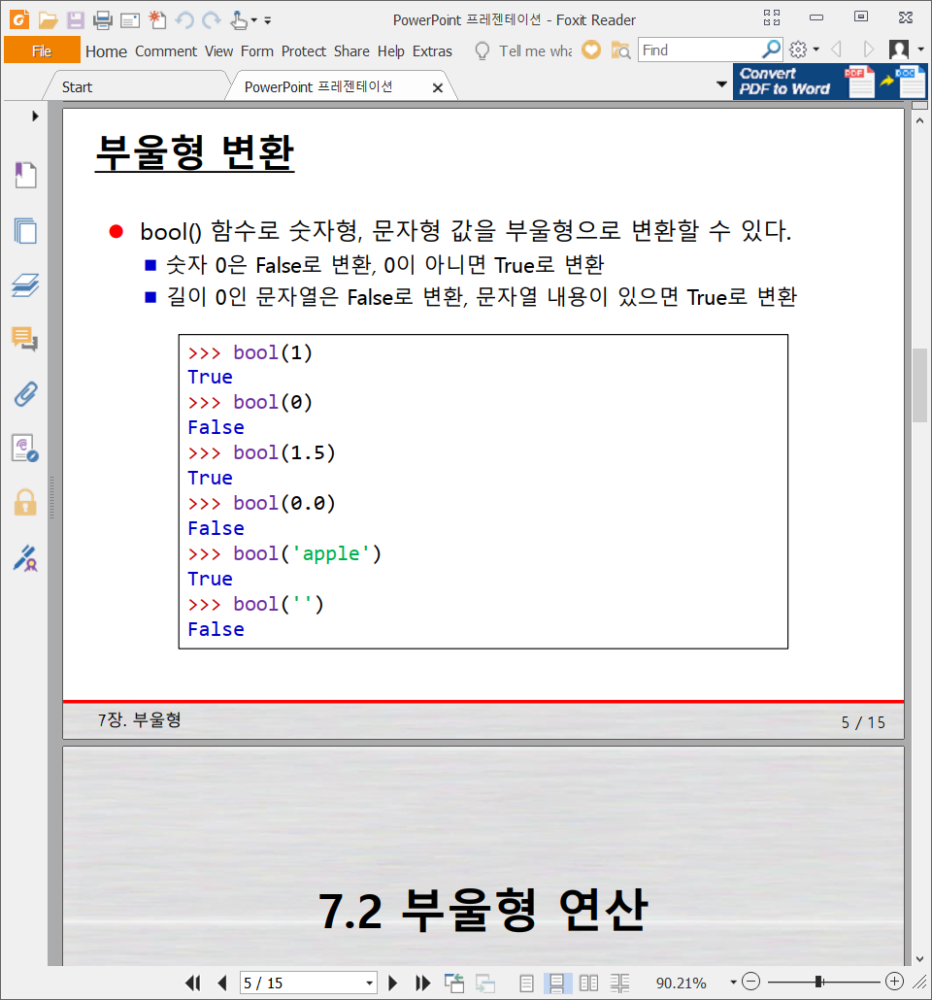 PowerPoint 프레젠테이션 - Foxit Reader
File Home Comment View Form Protect Share Help Extras Tell me wha Find
Start PowerPoint 프레젠테이션
Convert PDF DOC
PDF to Word
부울형 변환
bool() 함수로 숫자형, 문자형 값을 부울형으로 변환할 수 있다.
숫자 0은 False로 변환, 0이 아니면 True로 변환
길이 0인 문자열은 False로 변환, 문자열 내용이 있으면 True로 변환
>>> bool(1)
True
>>> bool(0)
False
>>> bool(1.5)
True
>>> bool(0.0)
False
>>> bool('apple')
True
>>> bool('')
False
7장. 부울형 5 / 15
7.2 부울형 연산
5 / 15 90.21%